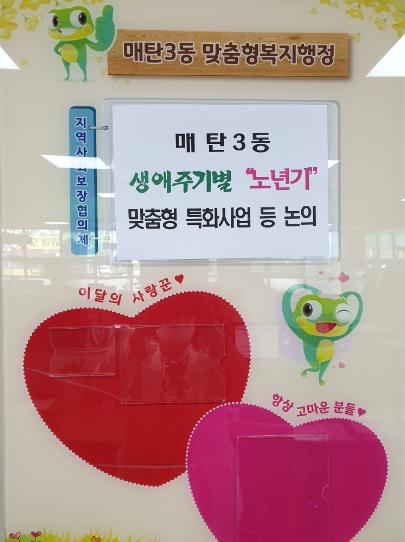 매탄3동 맞춤형복지행정
지역사회보장협의체
매 탄 3 동
생애주기별 "노년기"
맞춤형 특화사업 등 논의
이달의 사랑꾼♥
항상 고마운 분들♥